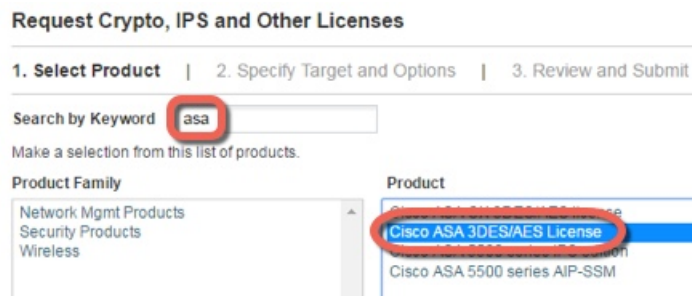 Request Crypto, IPS and Other Licenses
1. Select Product | 2. Specify Target and Options | 3. Review and Submit
Search by Keyword asa
Make a selection from this list of products.
Product Family
Network Mgmt Products
Security Products
Wireless
Product
Cisco ASA 3DES/AES License
Cisco ASA 5500 series AIP-SSM